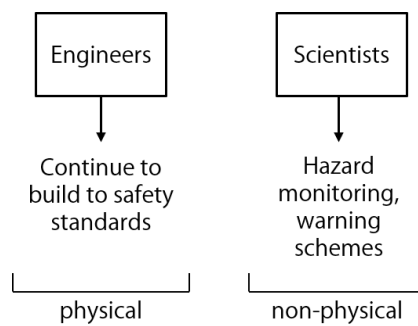 Engineers
Continue to
build to safety
standards
physical
Scientists
Hazard
monitoring,
warning
schemes
non-physical